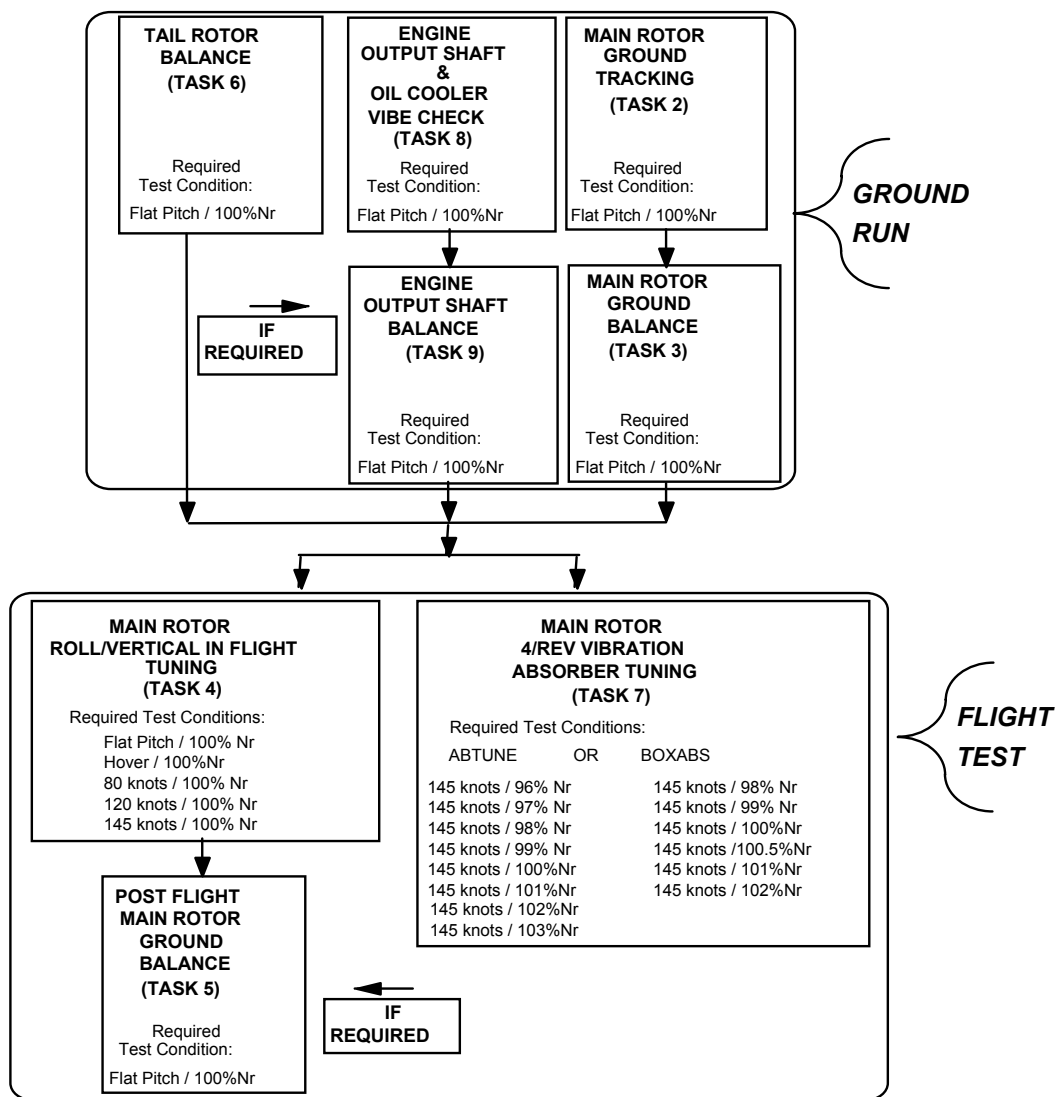 TAIL ROTOR
BALANCE
(TASK 6)
Required
Test Condition:
Flat Pitch / 100%Nr
ENGINE
OUTPUT SHAFT
&
OIL COOLER
VIBE CHECK
(TASK 8)
Required
Test Condition:
Flat Pitch / 100%Nr
MAIN ROTOR
GROUND
TRACKING
(TASK 2)
Required
Test Condition:
Flat Pitch / 100%Nr
GROUND
RUN
IF
REQUIRED
ENGINE
OUTPUT SHAFT
BALANCE
(TASK 9)
Required
Test Condition:
Flat Pitch / 100%Nr
MAIN ROTOR
GROUND
BALANCE
(TASK 3)
Required
Test Condition:
Flat Pitch / 100%Nr
MAIN ROTOR
ROLL/VERTICAL IN FLIGHT
TUNING
(TASK 4)
Required Test Conditions:
Flat Pitch / 100% Nr
Hover / 100%Nr
80 knots / 100% Nr
120 knots / 100% Nr
145 knots / 100% Nr
MAIN ROTOR
4/REV VIBRATION
ABSORBER TUNING
(TASK 7)
Required Test Conditions:
ABTUNE OR BOXABS
145 knots / 96% Nr 145 knots / 98% Nr
145 knots / 97% Nr 145 knots / 99% Nr
145 knots / 98% Nr 145 knots / 100%Nr
145 knots / 99% Nr 145 knots /100.5%Nr
145 knots / 100%Nr 145 knots / 101%Nr
145 knots / 101%Nr 145 knots / 102%Nr
145 knots / 102%Nr
145 knots / 103%Nr
FLIGHT
TEST
POST FLIGHT
MAIN ROTOR
GROUND
BALANCE
(TASK 5)
Required
Test Condition:
Flat Pitch / 100%Nr
IF
REQUIRED